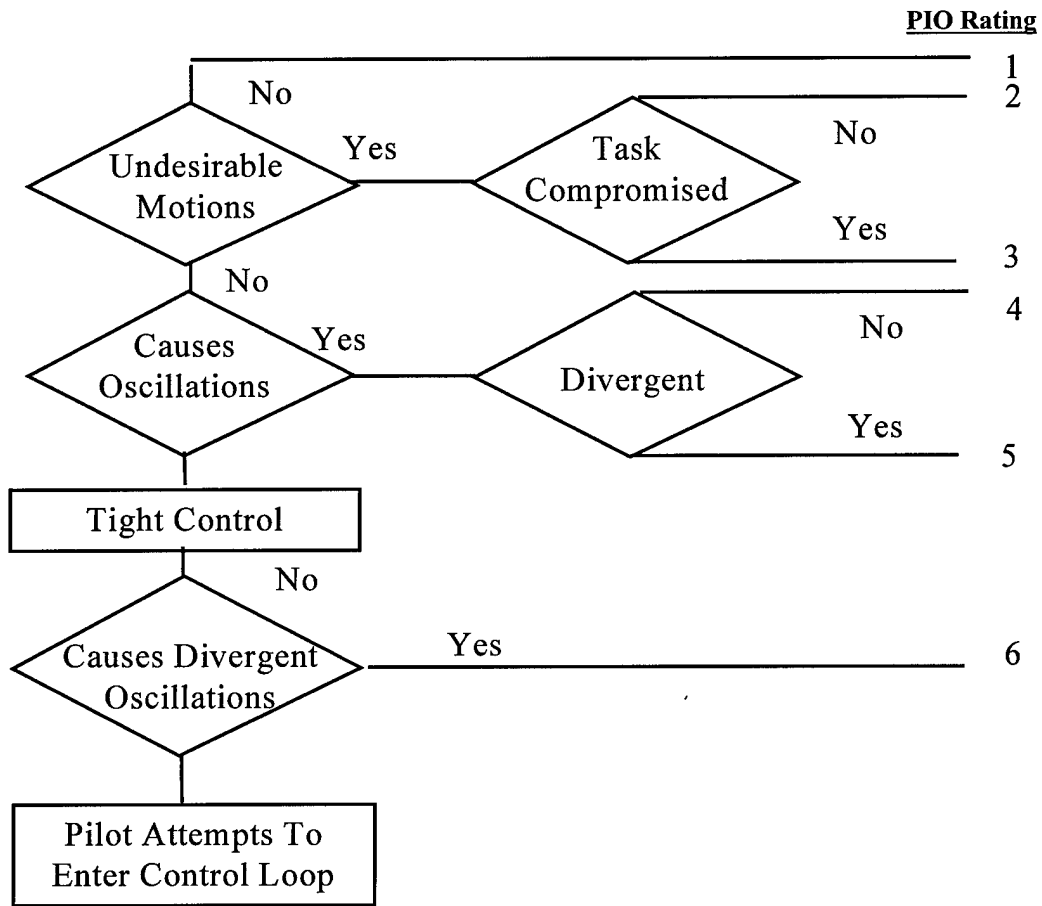 PIO Rating
1
No
2
Undesirable
Motions
Yes
Task
Compromised
No
Yes
3
No
4
Causes
Oscillations
Yes
Divergent
No
Yes
5
Tight Control
No
Causes Divergent
Oscillations
Yes
6
Pilot Attempts To
Enter Control Loop